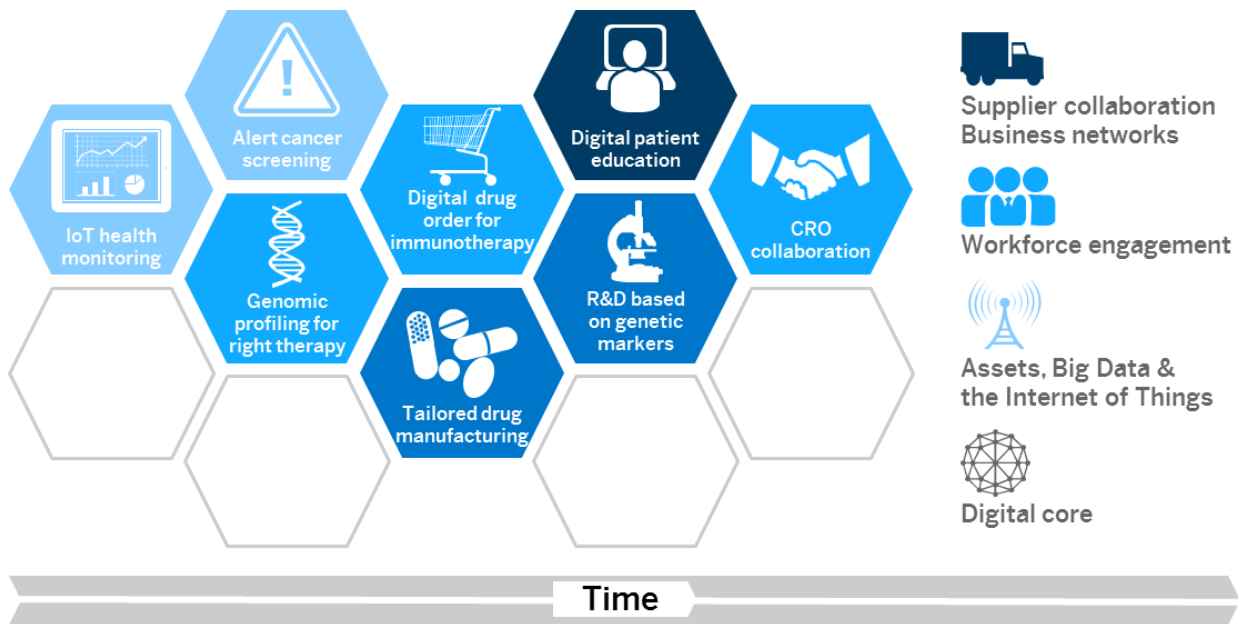 IoT health
monitoring
!
Alert cancer
screening
Genomic
profiling for
right therapy
Digital drug
order for
immunotherapy
Tailored drug
manufacturing
Digital patient
education
R&D based
on genetic
markers
CRO
collaboration
Supplier collaboration
Business networks
Workforce engagement
Assets, Big Data &
the Internet of Things
Digital core
Time